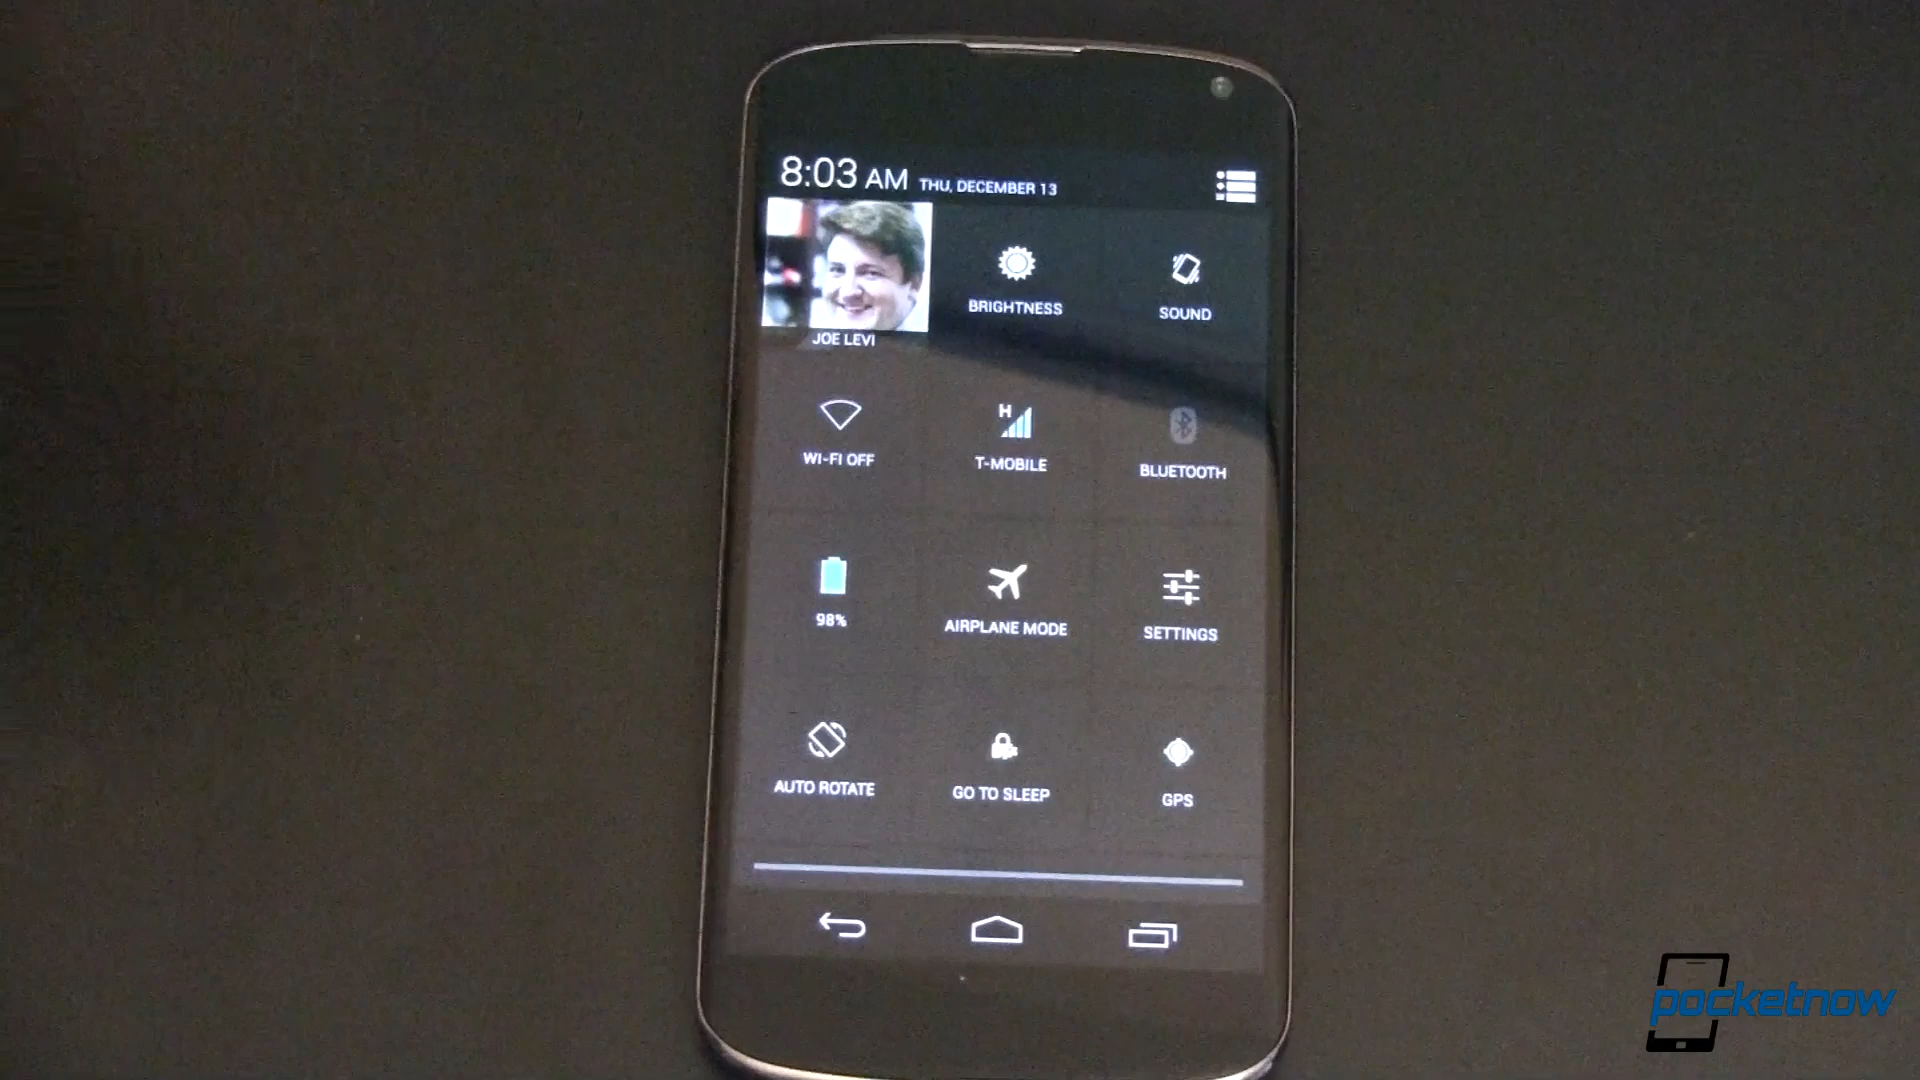 8:03 AM THU, DECEMBER 13
BRIGHTNESS
SOUND
JOE LEVI
WI-FI OFF
H
T-MOBILE
BLUETOOTH
98%
AIRPLANE MODE
SETTINGS
AUTO ROTATE
GO TO SLEEP
GPS
pocketnow